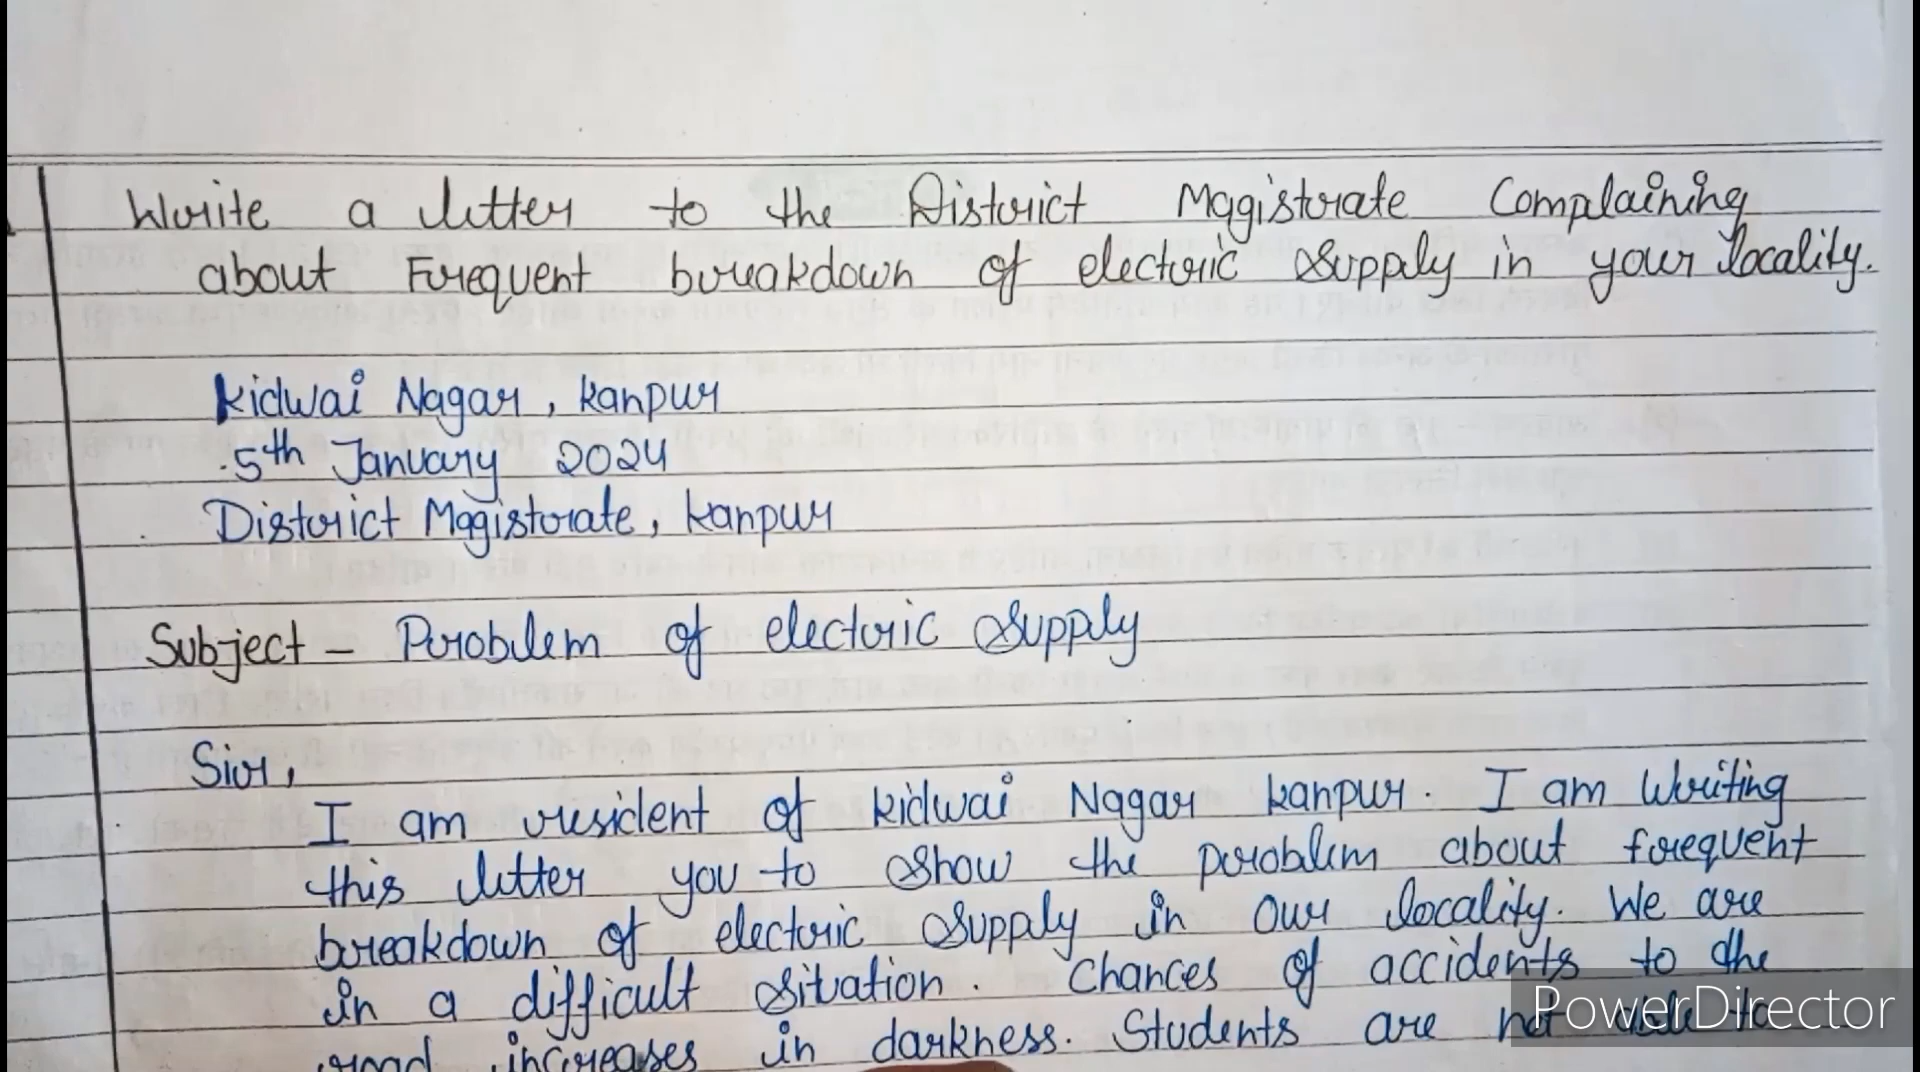 Write a letter to the District Magistrate Complaining
about Frequent breakdown of electric supply in your locality.
Kidwai Nagar, Kanpur
5th January 2024
District Magistrate, Kanpur
Subject - Problem of electric supply
Sir,
I am resident of Kidwai Nagar Kanpur. I am writing
this letter you to show the problem about frequent
breakdown of electric supply in our locality. We are
in a difficult situation. Chances of accidents to the
road increases in darkness. Students are not able to
PowerDirector